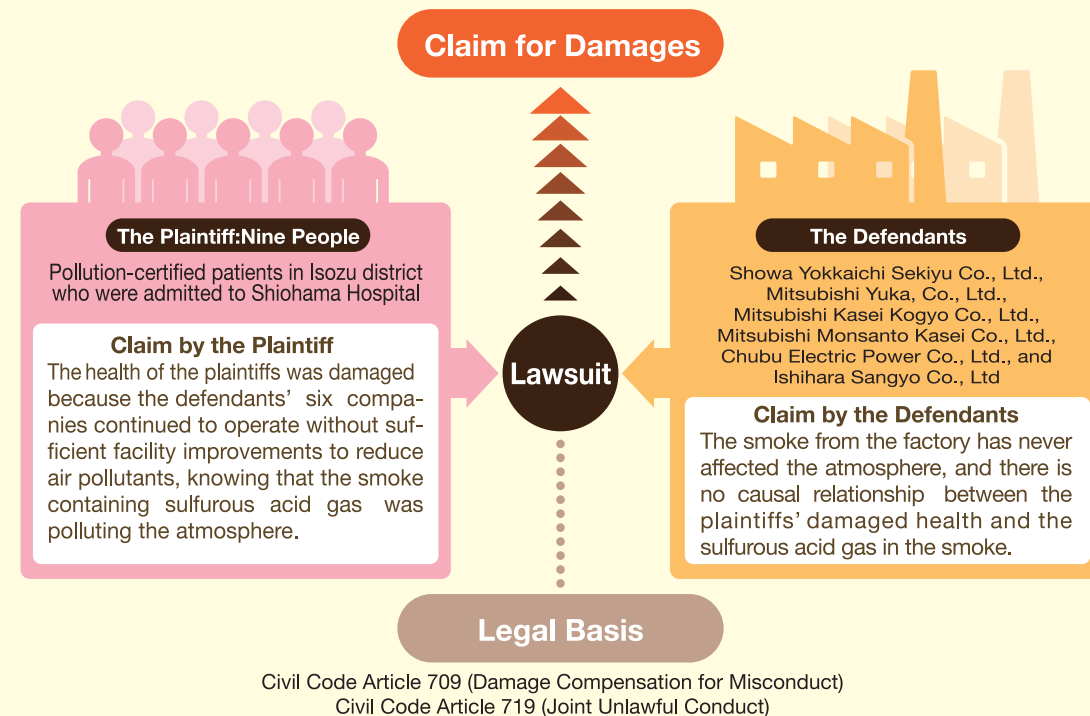 Claim for Damages
The Plaintiff:Nine People
Pollution-certified patients in Isozu district
who were admitted to Shiohama Hospital
Claim by the Plaintiff
The health of the plaintiffs was damaged
because the defendants' six compa-
nies continued to operate without suf-
ficient facility improvements to reduce
air pollutants, knowing that the smoke
containing sulfurous acid gas was
polluting the atmosphere.
Lawsuit
The Defendants
Showa Yokkaichi Sekiyu Co., Ltd.,
Mitsubishi Yuka, Co., Ltd.,
Mitsubishi Kasei Kogyo Co., Ltd.,
Mitsubishi Monsanto Kasei Co., Ltd.,
Chubu Electric Power Co., Ltd., and
Ishihara Sangyo Co., Ltd
Claim by the Defendants
The smoke from the factory has never
affected the atmosphere, and there is
no causal relationship between the
plaintiffs' damaged health and the
sulfurous acid gas in the smoke.
Legal Basis
Civil Code Article 709 (Damage Compensation for Misconduct)
Civil Code Article 719 (Joint Unlawful Conduct)